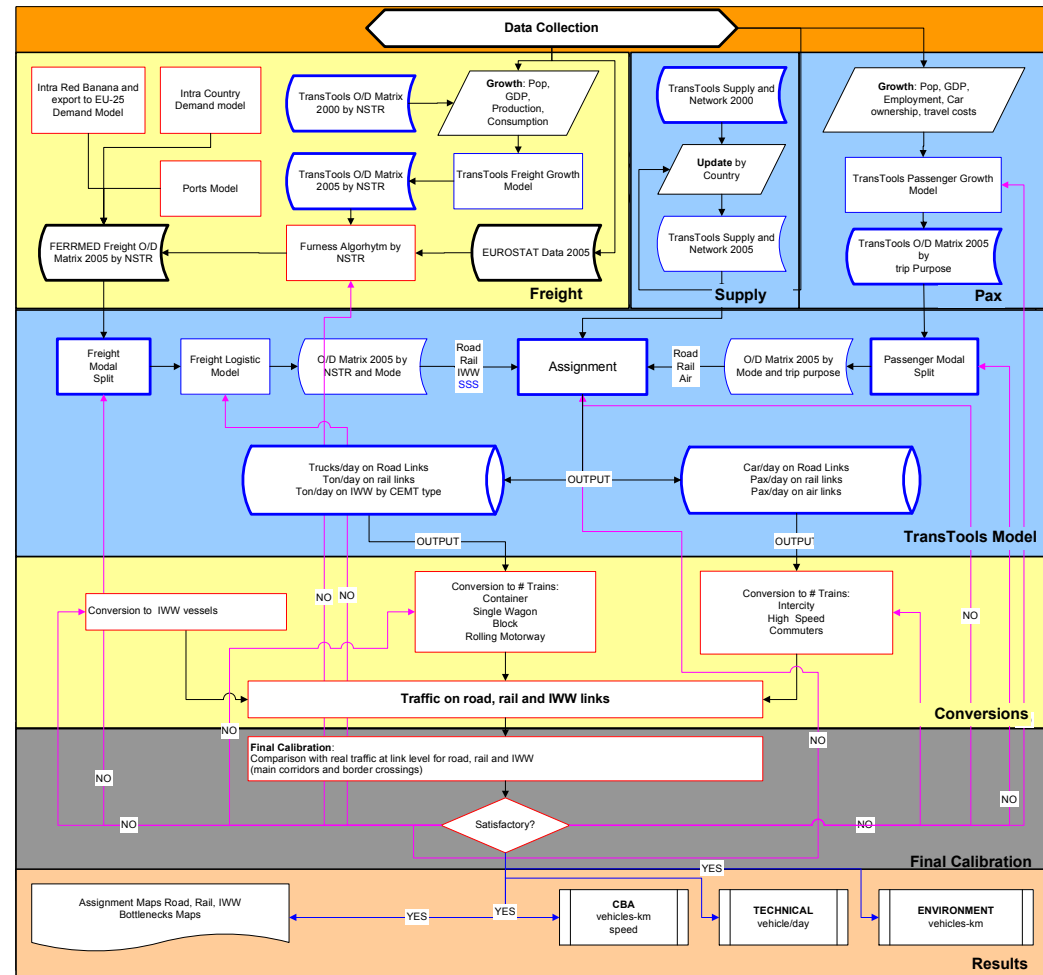 Data Collection
Intra Red Banana and
export to EU-25
Demand Model
Intra Country
Demand model
TransTools O/D Matrix
2000 by NSTR
Growth: Pop,
GDP,
Production,
Consumption
TransTools Supply and
Network 2000
Growth: Pop, GDP,
Employment, Car
ownership, travel costs
Ports Model
TransTools O/D Matrix
2005 by NSTR
TransTools Freight Growth
Model
Update by
Country
TransTools Passenger Growth
Model
FERRMED Freight O/D
Matrix 2005 by NSTR
Furness Algorhytm by
NSTR
EUROSTAT Data 2005
TransTools Supply and
Network 2005
TransTools O/D Matrix 2005
by
trip Purpose
Freight
Supply
Pax
Freight
Modal
Split
Freight Logistic
Model
O/D Matrix 2005 by
NSTR and Mode
Road
Rail
IWW
SSS
Assignment
Road
Rail
Air
O/D Matrix 2005 by
Mode and trip purpose
Passenger Modal
Split
Trucks/day on Road Links
Ton/day on rail links
Ton/day on IWW by CEMT type
OUTPUT
Car/day on Road Links
Pax/day on rail links
Pax/day on air links
TransTools Model
OUTPUT
OUTPUT
Conversion to IWW vessels
NO
NO
Conversion to # Trains:
Container
Single Wagon
Block
Rolling Motorway
Conversion to # Trains:
Intercity
High Speed
Commuters
NO
Traffic on road, rail and IWW links
Conversions
NO
NO
Final Calibration:
Comparison with real traffic at link level for road, rail and IWW
(main corridors and border crossings)
NO
NO
NO
Satisfactory?
NO
Final Calibration
YES
Assignment Maps Road, Rail, IWW
Bottlenecks Maps
YES
YES
CBA
vehicles-km
speed
TECHNICAL
vehicle/day
ENVIRONMENT
vehicles-km
Results